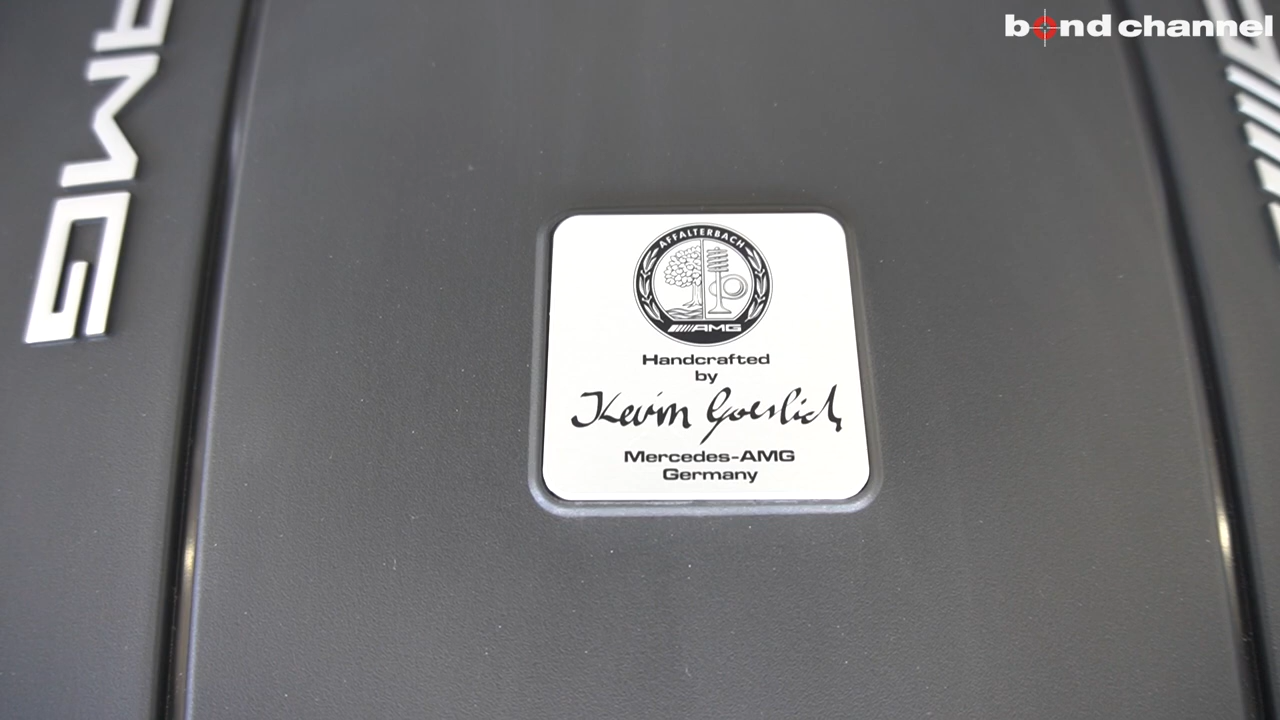 bond channel
AMG
AFFALTERBACH
AMG
Handcrafted
by
Kevin Goerlich
Mercedes-AMG
Germany